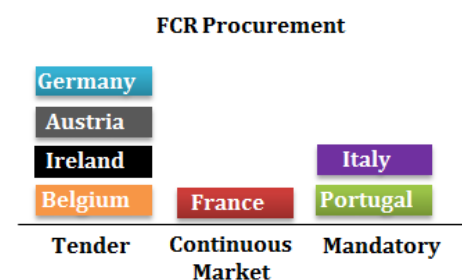 FCR Procurement
Germany
Austria
Ireland
Italy
Belgium
France
Portugal
Tender
Continuous
Market
Mandatory